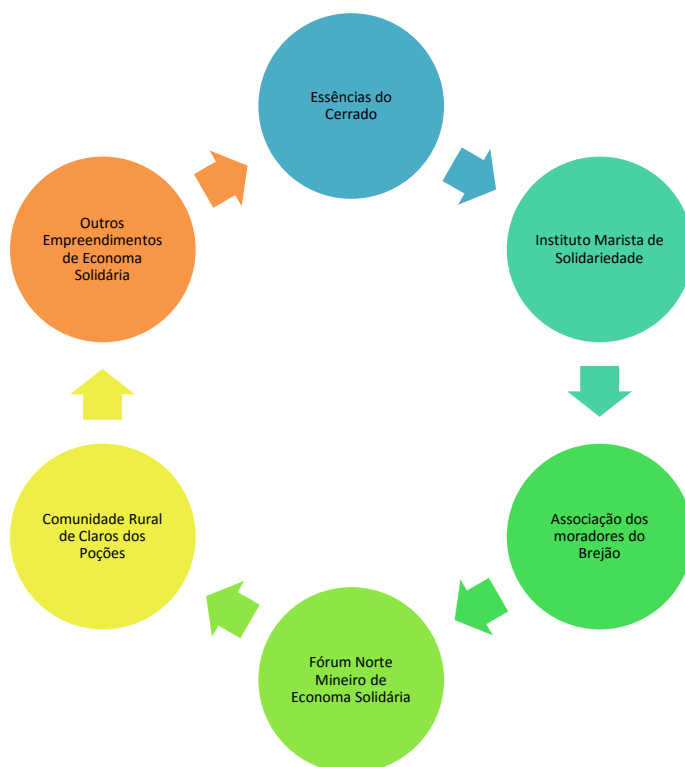 Essências do
Cerrado
Instituto Marista de
Solidariedade
Associação dos
moradores do
Brejão
Fórum Norte
Mineiro de
Economa Solidária
Comunidade Rural
de Claros dos
Poções
Outros
Empreendimentos
de Economa
Solidária